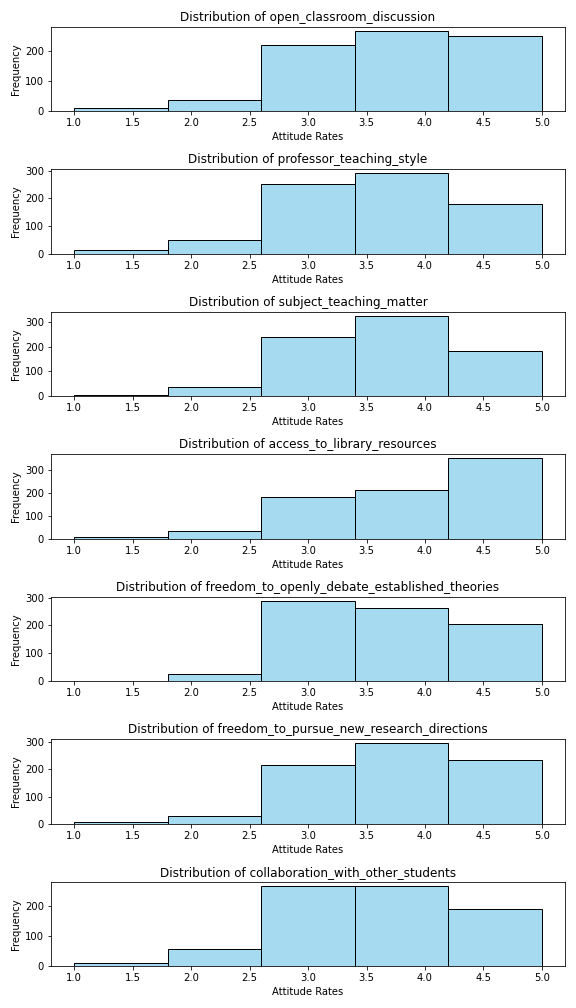 Distribution of open_classroom_discussion
Frequency
200
100
0
1.0 1.5 2.0 2.5 3.0 3.5 4.0 4.5 5.0
Attitude Rates
Distribution of professor_teaching_style
Frequency
300
200
100
0
1.0 1.5 2.0 2.5 3.0 3.5 4.0 4.5 5.0
Attitude Rates
Distribution of subject_teaching_matter
Frequency
300
200
100
0
1.0 1.5 2.0 2.5 3.0 3.5 4.0 4.5 5.0
Attitude Rates
Distribution of access_to_library_resources
Frequency
300
200
100
0
1.0 1.5 2.0 2.5 3.0 3.5 4.0 4.5 5.0
Attitude Rates
Distribution of freedom_to_openly_debate_established_theories
Frequency
300
200
100
0
1.0 1.5 2.0 2.5 3.0 3.5 4.0 4.5 5.0
Attitude Rates
Distribution of freedom_to_pursue_new_research_directions
Frequency
300
200
100
0
1.0 1.5 2.0 2.5 3.0 3.5 4.0 4.5 5.0
Attitude Rates
Distribution of collaboration_with_other_students
Frequency
200
100
0
1.0 1.5 2.0 2.5 3.0 3.5 4.0 4.5 5.0
Attitude Rates